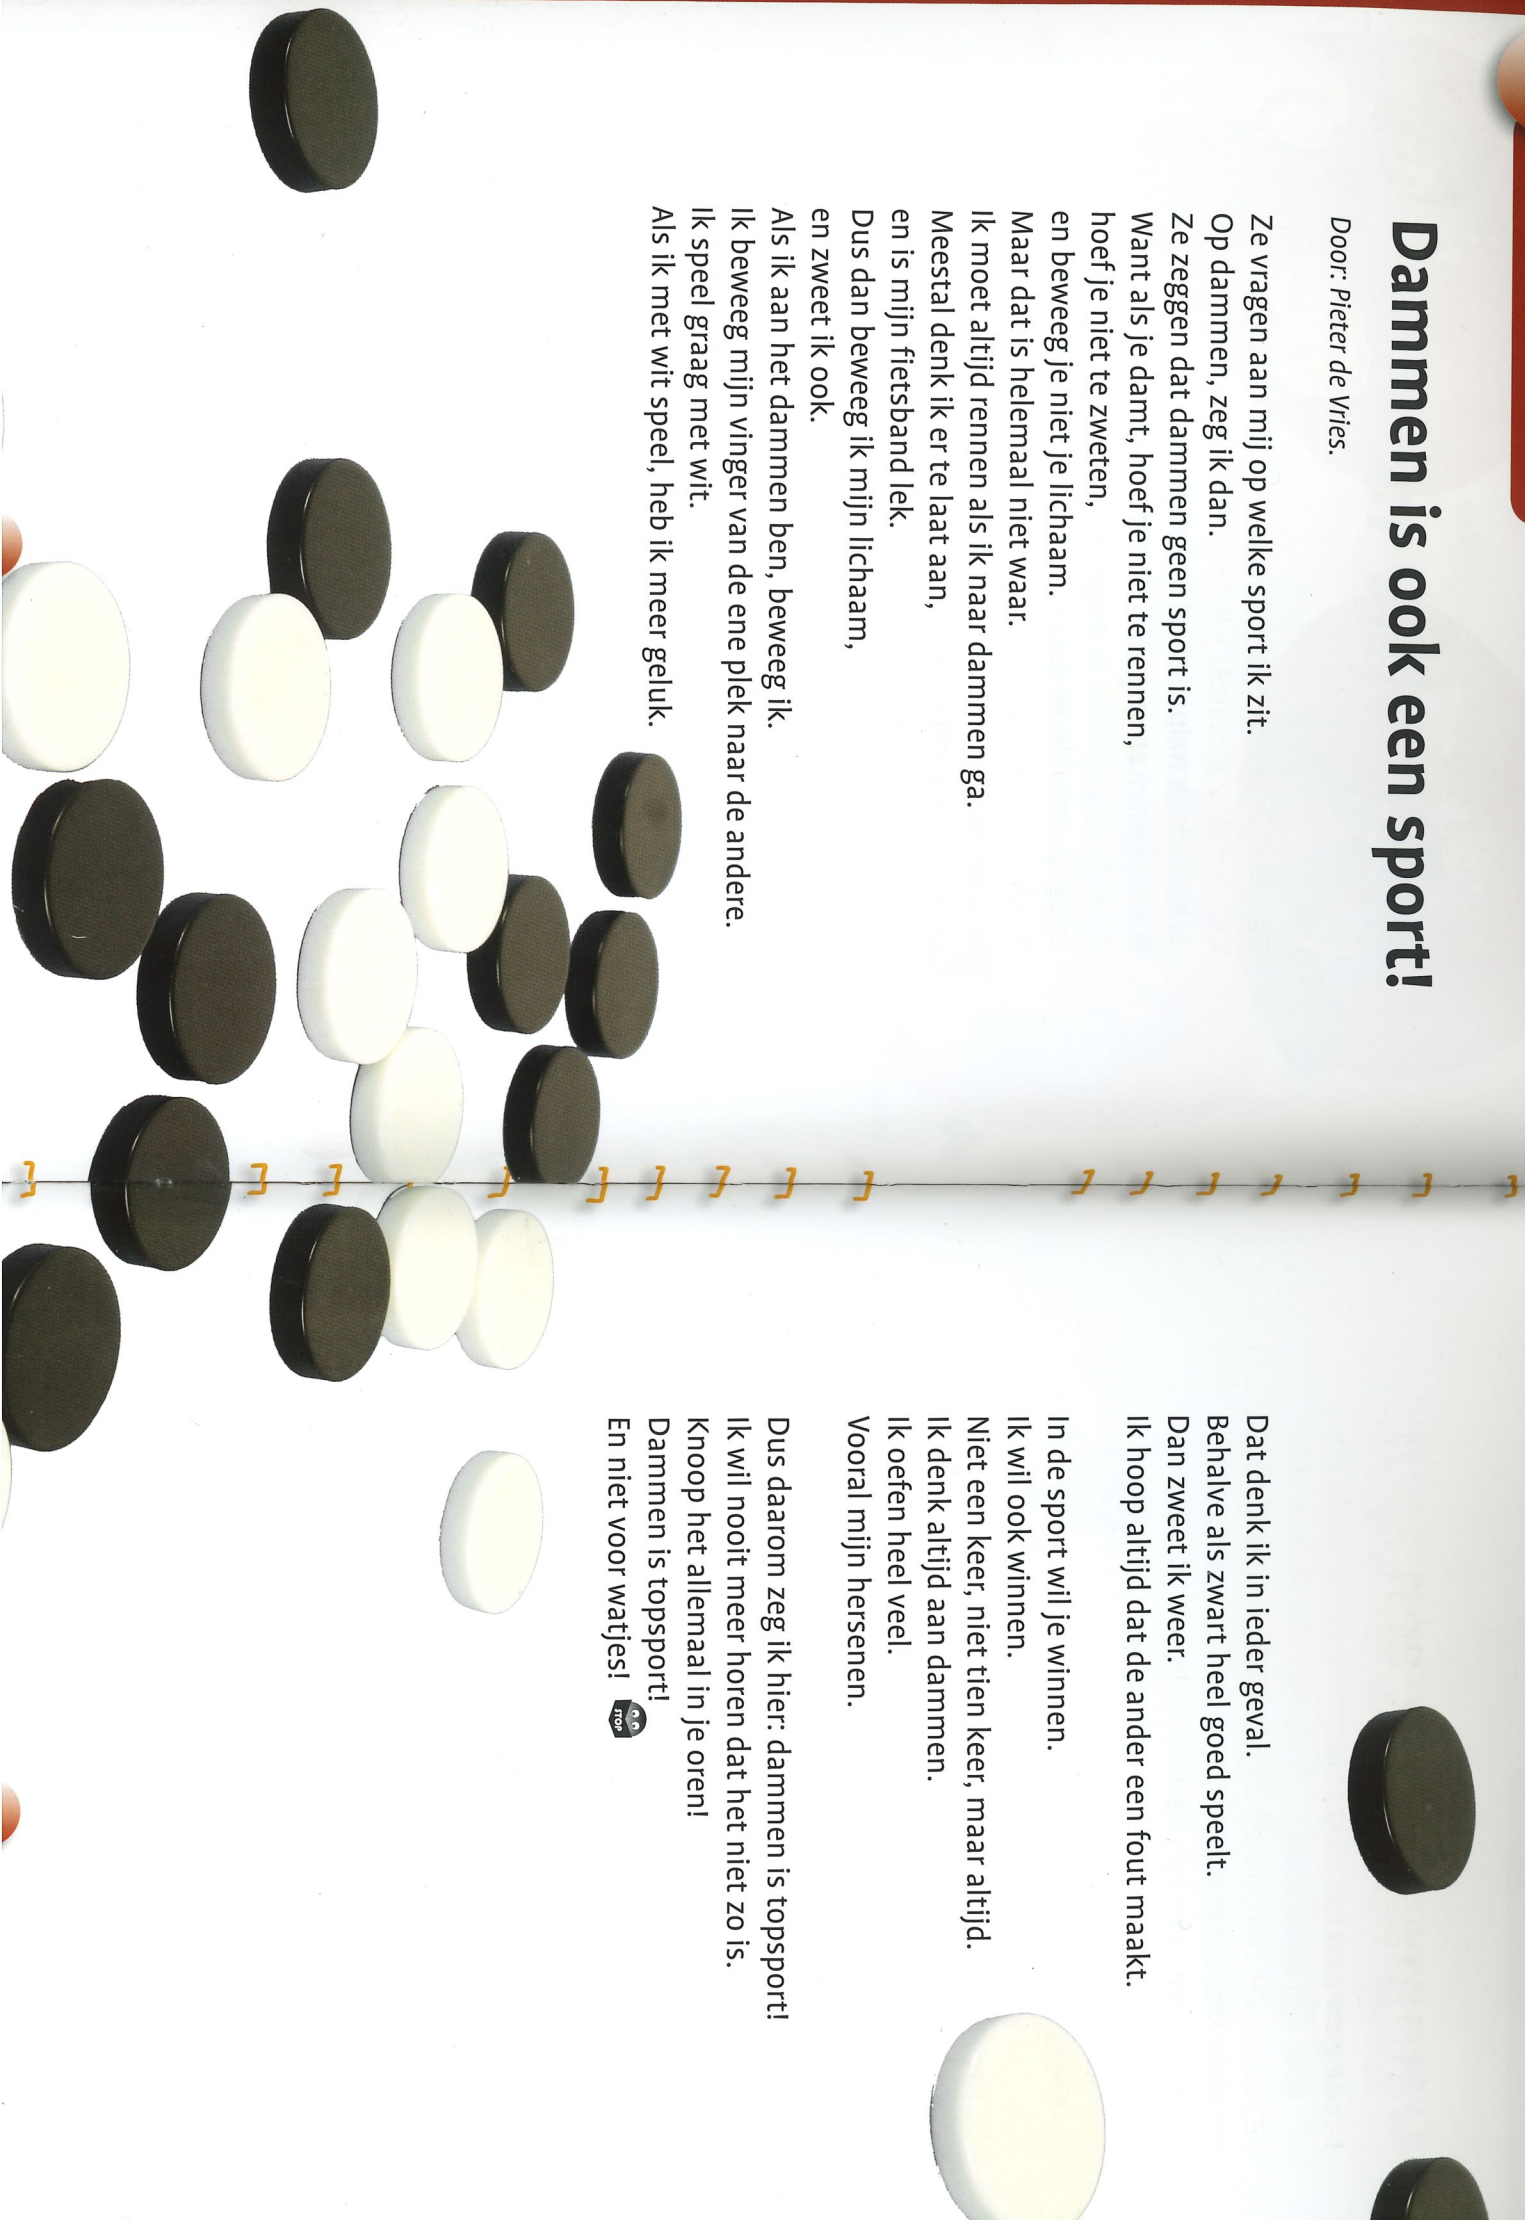 Dammen is ook een sport!
Door: Pieter de Vries.
Ze vragen aan mij op welke sport ik zit.
Op dammen, zeg ik dan.
Ze zeggen dat dammen geen sport is.
Want als je damt, hoef je niet te rennen,
hoef je niet te zweten,
en beweeg je niet je lichaam.
Maar dat is helemaal niet waar.
Ik moet altijd rennen als ik naar dammen ga.
Meestal denk ik er te laat aan,
en is mijn fietsband lek.
Dus dan beweeg ik mijn lichaam,
en zweet ik ook.
Als ik aan het dammen ben, beweeg ik.
Ik beweeg mijn vinger van de ene plek naar de andere.
Ik speel graag met wit.
Als ik met wit speel, heb ik meer geluk.
Dat denk ik in ieder geval.
Behalve als zwart heel goed speelt.
Dan zweet ik weer.
Ik hoop altijd dat de ander een fout maakt.
In de sport wil je winnen.
Ik wil ook winnen.
Niet een keer, niet tien keer, maar altijd.
Ik denk altijd aan dammen.
Ik oefen heel veel.
Vooral mijn hersenen.
Dus daarom zeg ik hier: dammen is topsport!
Ik wil nooit meer horen dat het niet zo is.
Knoop het allemaal in je oren!
Dammen is topsport!
En niet voor watjes! STOP